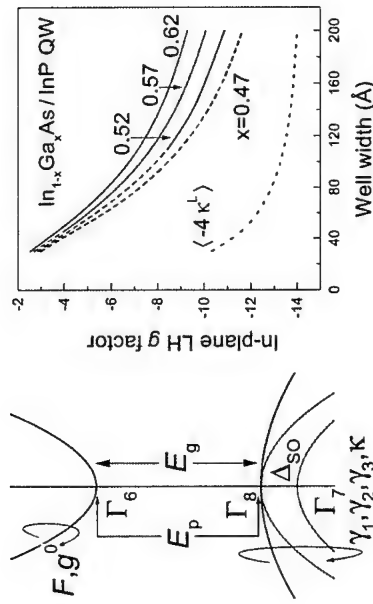 F,g⁰
Γ₆
E_p
E_g
Γ₈
Δ_SO
Γ₇
γ₁,γ₂,γ₃,κ
In₁₋ₓGaₓAs / InP QW
0.52
0.57
0.62
x=0.47
⟨-4 κᴸ⟩
In-plane LH g factor
-2
-4
-6
-8
-10
-12
-14
40
80
120
160
200
Well width (Å)